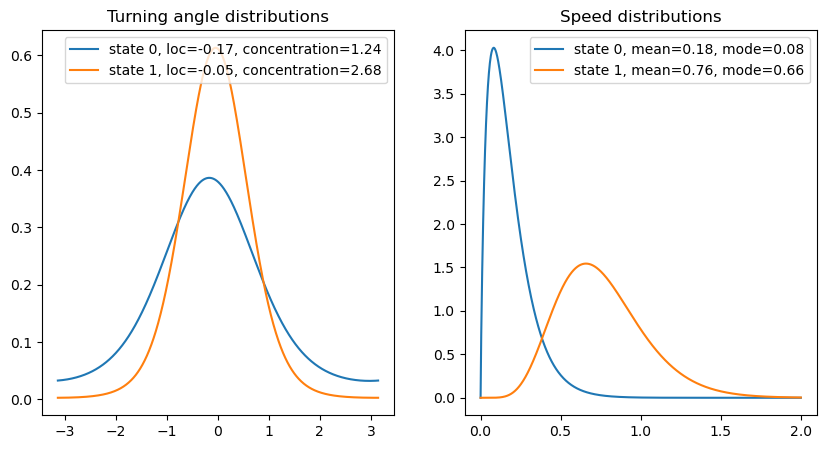 Turning angle distributions
state 0, loc=-0.17, concentration=1.24
state 1, loc=-0.05, concentration=2.68
0.6
0.5
0.4
0.3
0.2
0.1
0.0
−3 −2 −1 0 1 2 3
Speed distributions
state 0, mean=0.18, mode=0.08
state 1, mean=0.76, mode=0.66
4.0
3.5
3.0
2.5
2.0
1.5
1.0
0.5
0.0
0.0 0.5 1.0 1.5 2.0